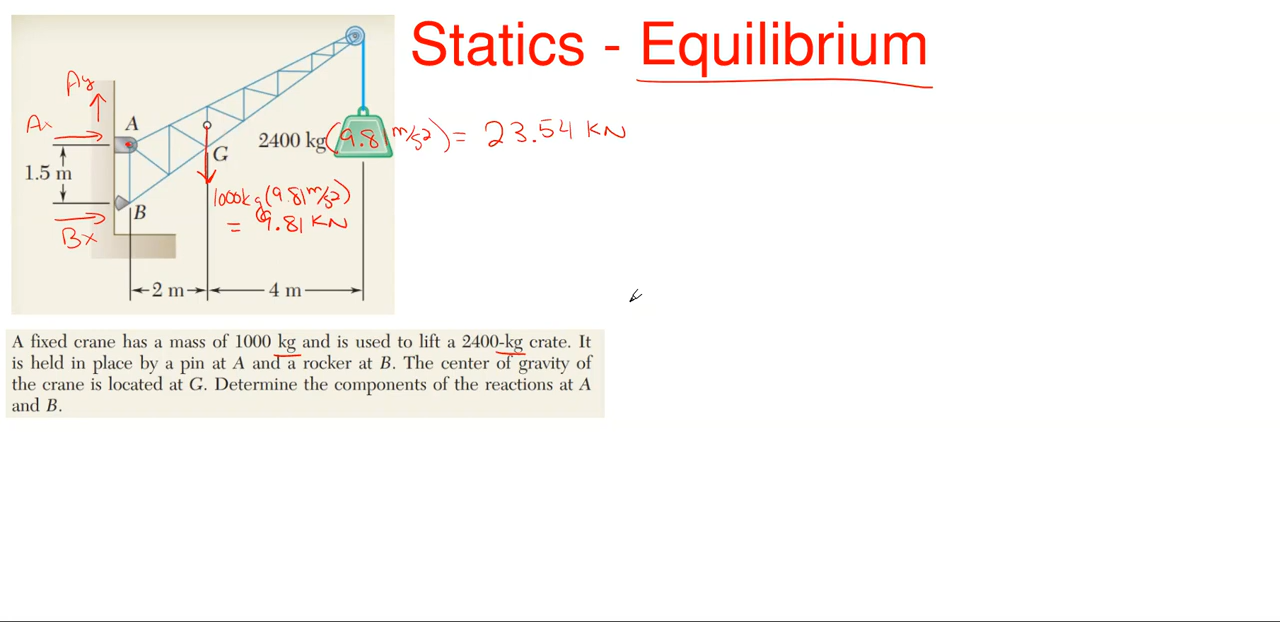 Statics - Equilibrium
Ay
Ax
A
2400 kg(9.81 m/s2) = 23.54 KN
G
1.5 m
1000kg(9.81 m/s2)
= 9.81 KN
B
Bx
2 m
4 m
A fixed crane has a mass of 1000 kg and is used to lift a 2400-kg crate. It
is held in place by a pin at A and a rocker at B. The center of gravity of
the crane is located at G. Determine the components of the reactions at A
and B.